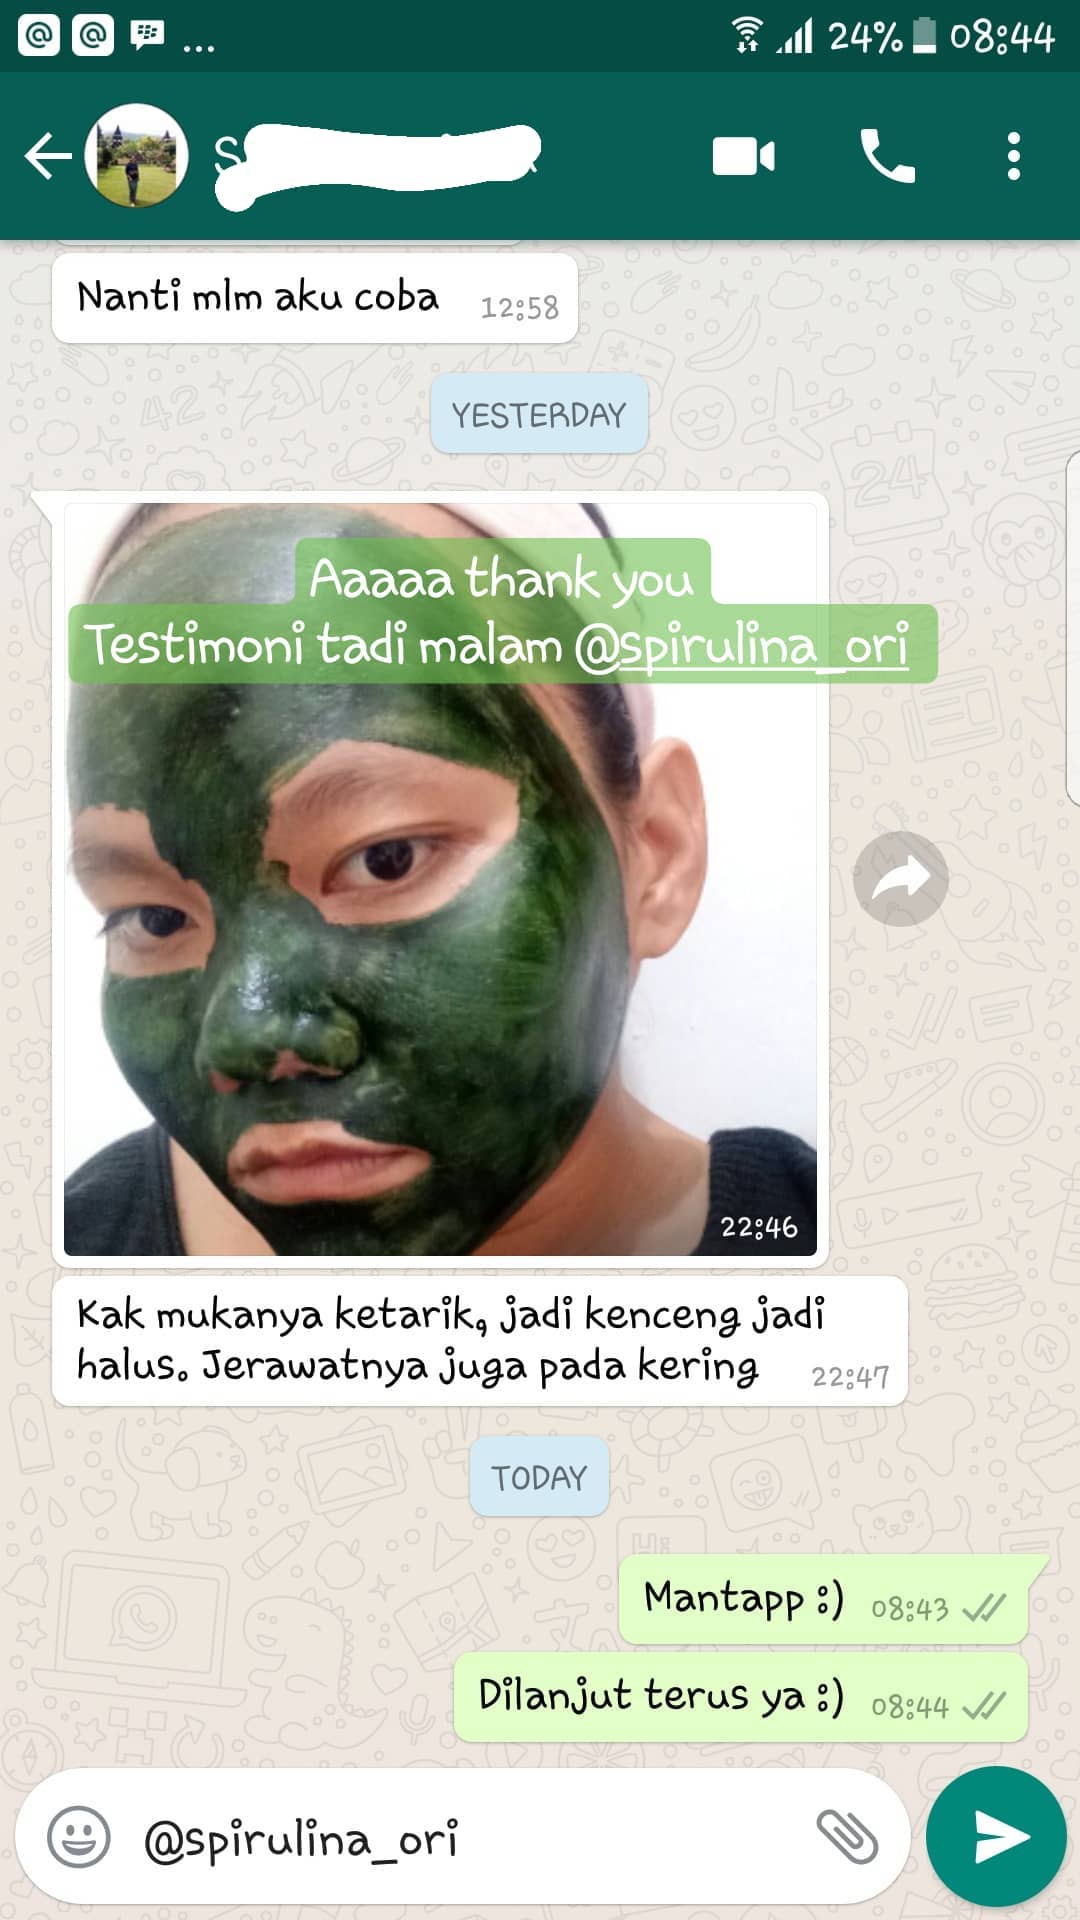 24% 08:44
S
Nanti mlm aku coba 12:58
YESTERDAY
Aaaaa thank you
Testimoni tadi malam @spirulina_ori
22:46
Kak mukanya ketarik, jadi kenceng jadi
halus. Jerawatnya juga pada kering 22:47
TODAY
Mantapp :) 08:43
Dilanjut terus ya :) 08:44
@spirulina_ori